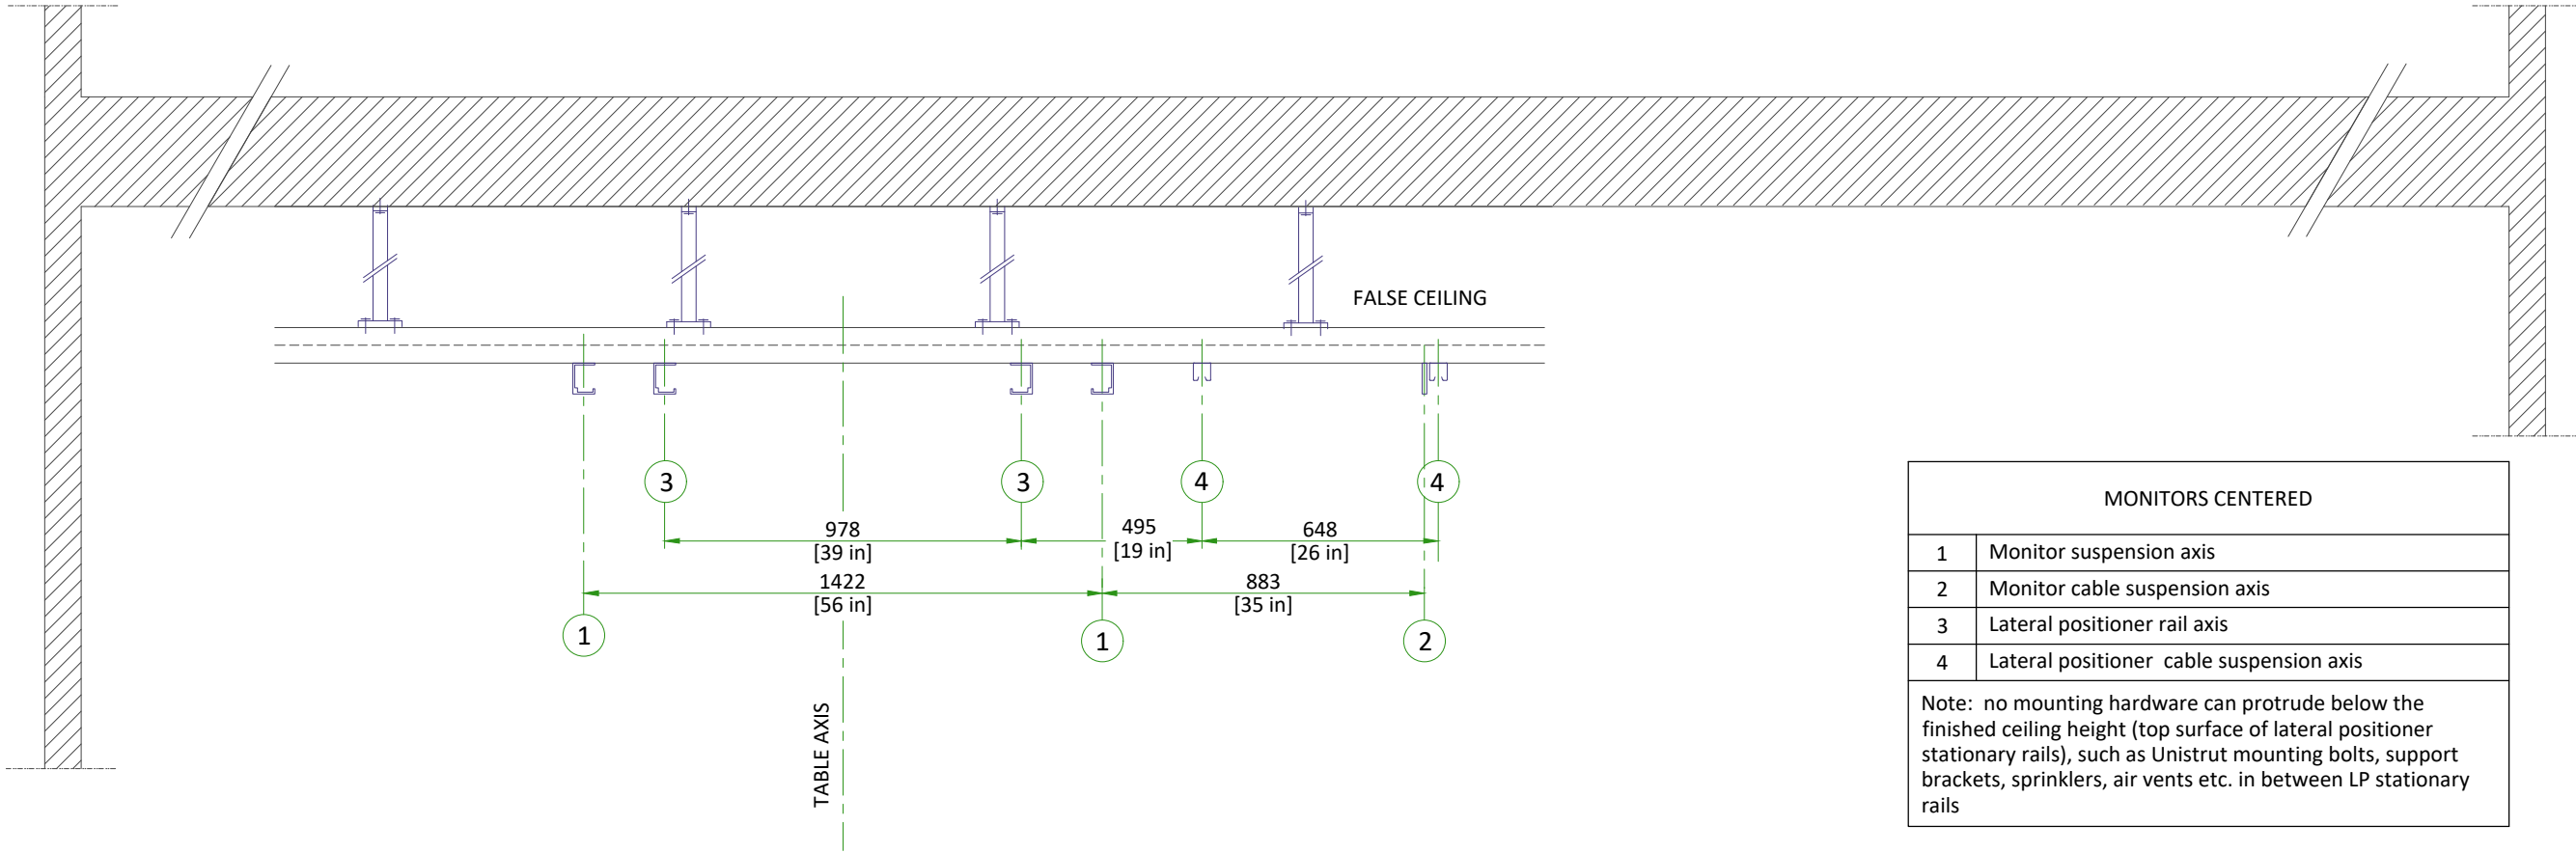 FALSE CEILING
3
3
4
4
978
[39 in]
495
[19 in]
648
[26 in]
1422
[56 in]
883
[35 in]
1
1
2
TABLE AXIS
MONITORS CENTERED
1 Monitor suspension axis
2 Monitor cable suspension axis
3 Lateral positioner rail axis
4 Lateral positioner cable suspension axis
Note: no mounting hardware can protrude below the
finished ceiling height (top surface of lateral positioner
stationary rails), such as Unistrut mounting bolts, support
brackets, sprinklers, air vents etc. in between LP stationary
rails